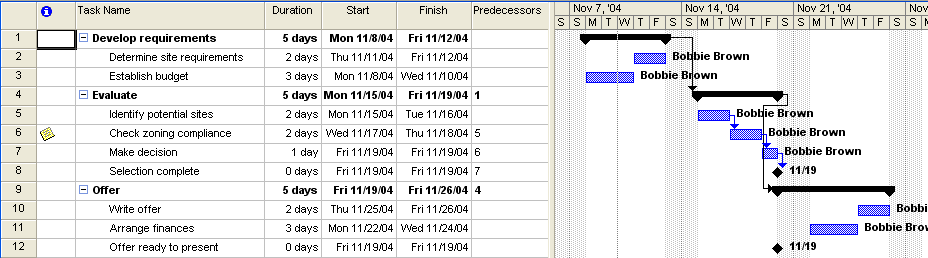 Task Name Duration Start Finish Predecessors Nov 7, '04 Nov 14, '04 Nov 21, '04
S S M T W T F S S M T W T F S S M T W T F S S
1 Develop requirements 5 days Mon 11/8/04 Fri 11/12/04
2 Determine site requirements 2 days Thu 11/11/04 Fri 11/12/04 Bobbie Brown
3 Establish budget 3 days Mon 11/8/04 Wed 11/10/04 Bobbie Brown
4 Evaluate 5 days Mon 11/15/04 Fri 11/19/04 1
5 Identify potential sites 2 days Mon 11/15/04 Tue 11/16/04 Bobbie Brown
6 Check zoning compliance 2 days Wed 11/17/04 Thu 11/18/04 5 Bobbie Brown
7 Make decision 1 day Fri 11/19/04 Fri 11/19/04 6 Bobbie Brown
8 Selection complete 0 days Fri 11/19/04 Fri 11/19/04 7 11/19
9 Offer 5 days Fri 11/19/04 Fri 11/26/04 4
10 Write offer 2 days Thu 11/25/04 Fri 11/26/04 Bobbi
11 Arrange finances 3 days Mon 11/22/04 Wed 11/24/04 Bobbie Brow
12 Offer ready to present 0 days Fri 11/19/04 Fri 11/19/04 11/19